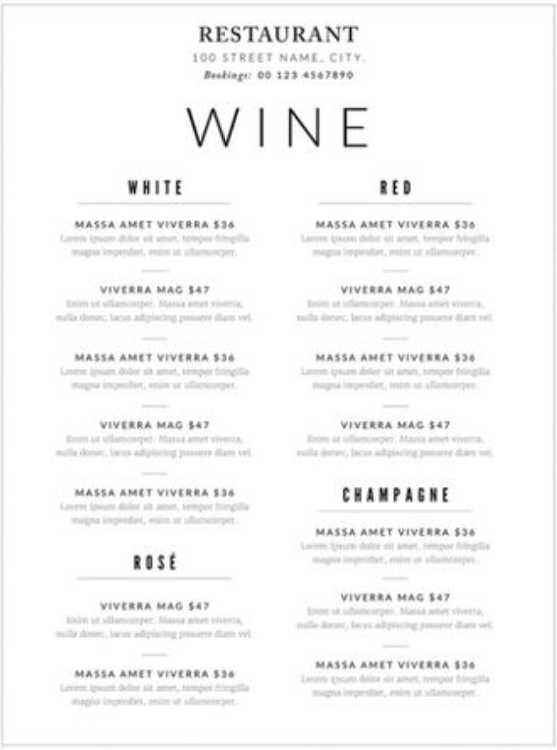 RESTAURANT
100 STREET NAME, CITY.
Bookings: 00 123 4567890
WINE
WHITE
MASSA AMET VIVERRA $36
Lorem ipsum dolor sit amet, tempor fringilla
magna imperdiet, enim ut ullamcorper.
VIVERRA MAG $47
Enim ut ullamcorper. Massa amet viverra,
nulla donec, lacus adipiscing posuere diam vel.
MASSA AMET VIVERRA $36
Lorem ipsum dolor sit amet, tempor fringilla
magna imperdiet, enim ut ullamcorper.
VIVERRA MAG $47
Enim ut ullamcorper. Massa amet viverra,
nulla donec, lacus adipiscing posuere diam vel.
MASSA AMET VIVERRA $36
Lorem ipsum dolor sit amet, tempor fringilla
magna imperdiet, enim ut ullamcorper.
ROSÉ
VIVERRA MAG $47
Enim ut ullamcorper. Massa amet viverra,
nulla donec, lacus adipiscing posuere diam vel.
MASSA AMET VIVERRA $36
Lorem ipsum dolor sit amet, tempor fringilla
magna imperdiet, enim ut ullamcorper.
RED
MASSA AMET VIVERRA $36
Lorem ipsum dolor sit amet, tempor fringilla
magna imperdiet, enim ut ullamcorper.
VIVERRA MAG $47
Enim ut ullamcorper. Massa amet viverra,
nulla donec, lacus adipiscing posuere diam vel.
MASSA AMET VIVERRA $36
Lorem ipsum dolor sit amet, tempor fringilla
magna imperdiet, enim ut ullamcorper.
VIVERRA MAG $47
Enim ut ullamcorper. Massa amet viverra,
nulla donec, lacus adipiscing posuere diam vel.
CHAMPAGNE
MASSA AMET VIVERRA $36
Lorem ipsum dolor sit amet, tempor fringilla
magna imperdiet, enim ut ullamcorper.
VIVERRA MAG $47
Enim ut ullamcorper. Massa amet viverra,
nulla donec, lacus adipiscing posuere diam vel.
MASSA AMET VIVERRA $36
Lorem ipsum dolor sit amet, tempor fringilla
magna imperdiet, enim ut ullamcorper.